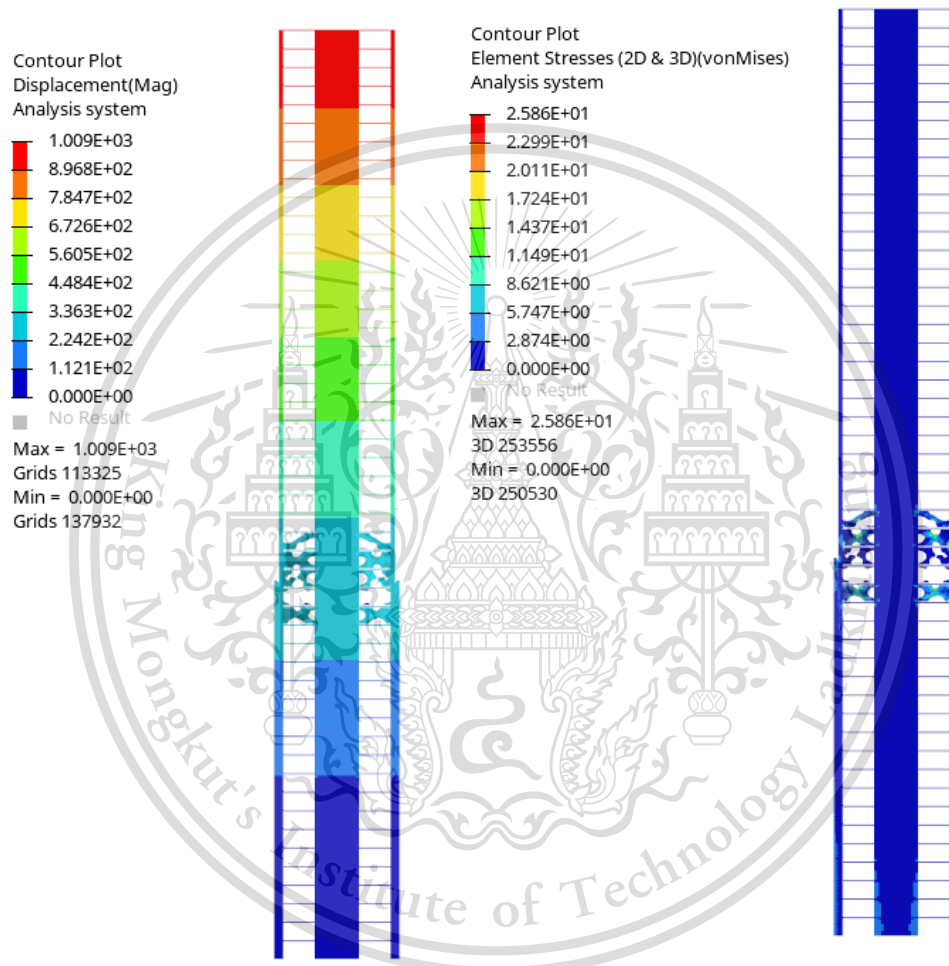 Contour Plot
Displacement(Mag)
Analysis system
1.009E+03
8.968E+02
7.847E+02
6.726E+02
5.605E+02
4.484E+02
3.363E+02
2.242E+02
1.121E+02
0.000E+00
No Result
Max = 1.009E+03
Grids 113325
Min = 0.000E+00
Grids 137932
Contour Plot
Element Stresses (2D & 3D)(vonMises)
Analysis system
2.586E+01
2.299E+01
2.011E+01
1.724E+01
1.437E+01
1.149E+01
8.621E+00
5.747E+00
2.874E+00
0.000E+00
No Result
Max = 2.586E+01
3D 253556
Min = 0.000E+00
3D 250530
King Mongkut's Institute of Technology Ladkrabang